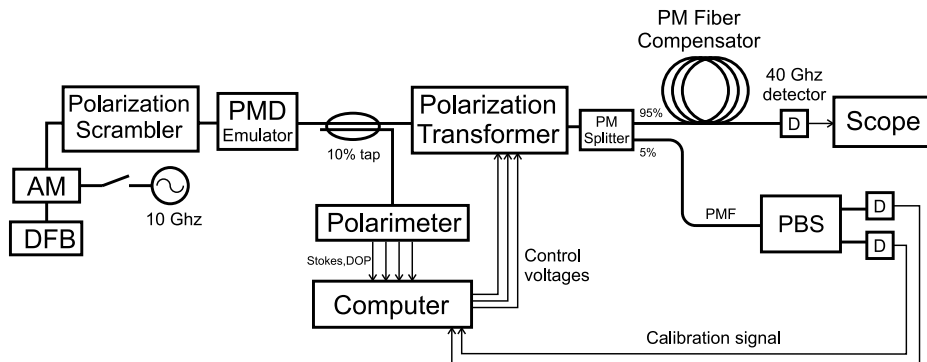 PM Fiber
Compensator
40 Ghz
detector
Polarization
Scrambler
PMD
Emulator
10% tap
Polarization
Transformer
PM
Splitter
95%
5%
D
Scope
AM
10 Ghz
DFB
Polarimeter
PMF
PBS
D
D
Stokes,DOP
Control
voltages
Computer
Calibration signal